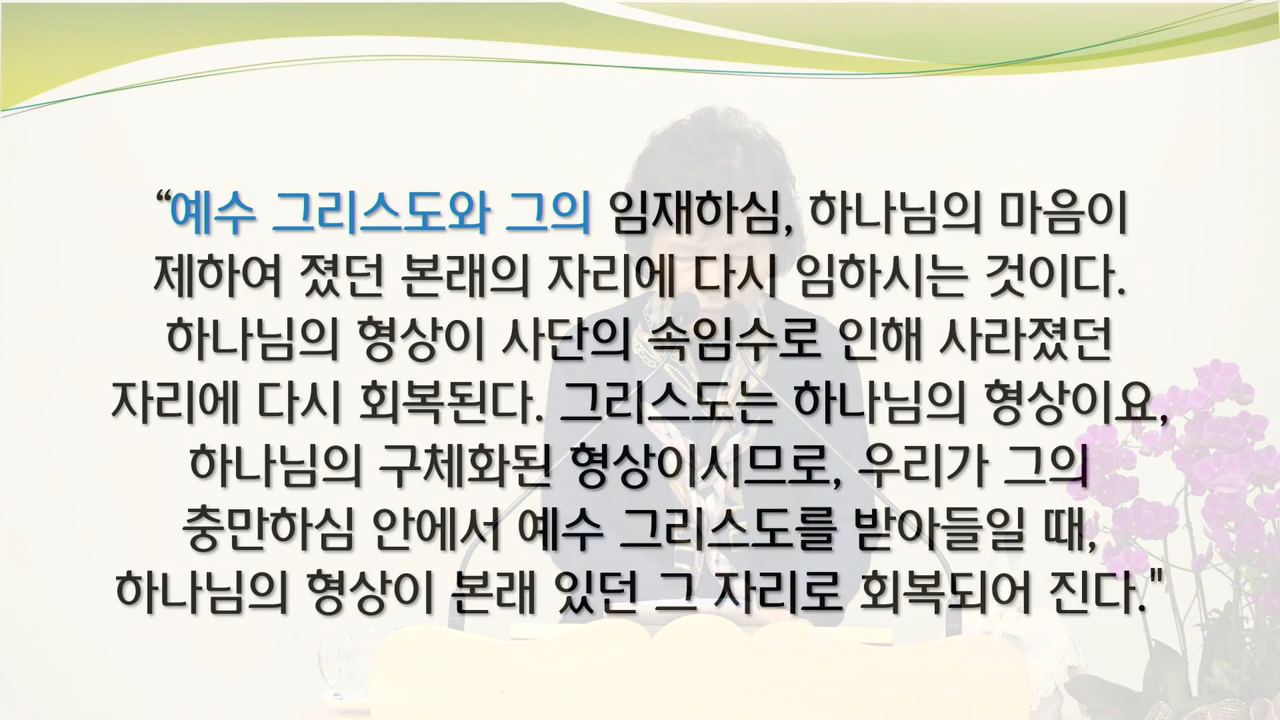 “예수 그리스도와 그의 임재하심, 하나님의 마음이
제하여 졌던 본래의 자리에 다시 임하시는 것이다.
하나님의 형상이 사단의 속임수로 인해 사라졌던
자리에 다시 회복된다. 그리스도는 하나님의 형상이요,
하나님의 구체화된 형상이시므로, 우리가 그의
충만하심 안에서 예수 그리스도를 받아들일 때,
하나님의 형상이 본래 있던 그 자리로 회복되어 진다."